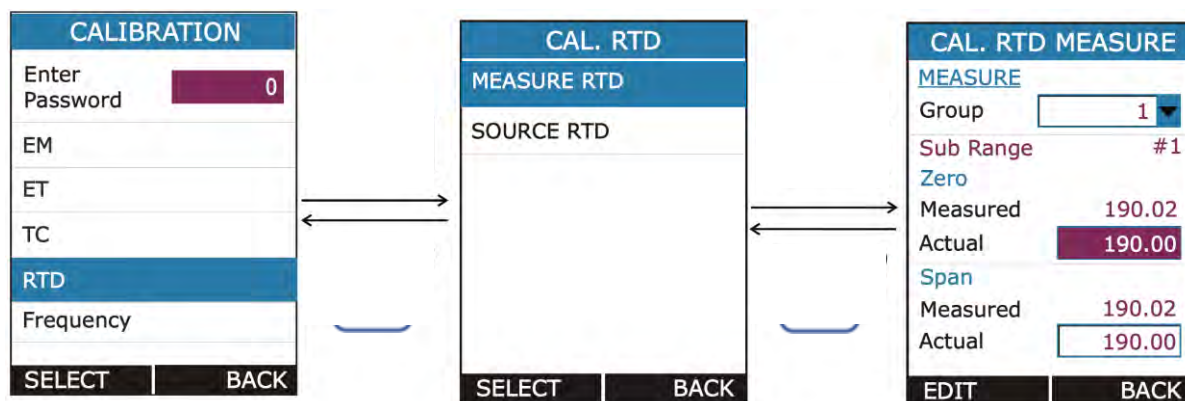 CALIBRATION
Enter
Password
0
EM
ET
TC
RTD
Frequency
SELECT BACK
CAL. RTD
MEASURE RTD
SOURCE RTD
SELECT BACK
CAL. RTD MEASURE
MEASURE
Group 1
Sub Range #1
Zero
Measured 190.02
Actual 190.00
Span
Measured 190.02
Actual 190.00
EDIT BACK